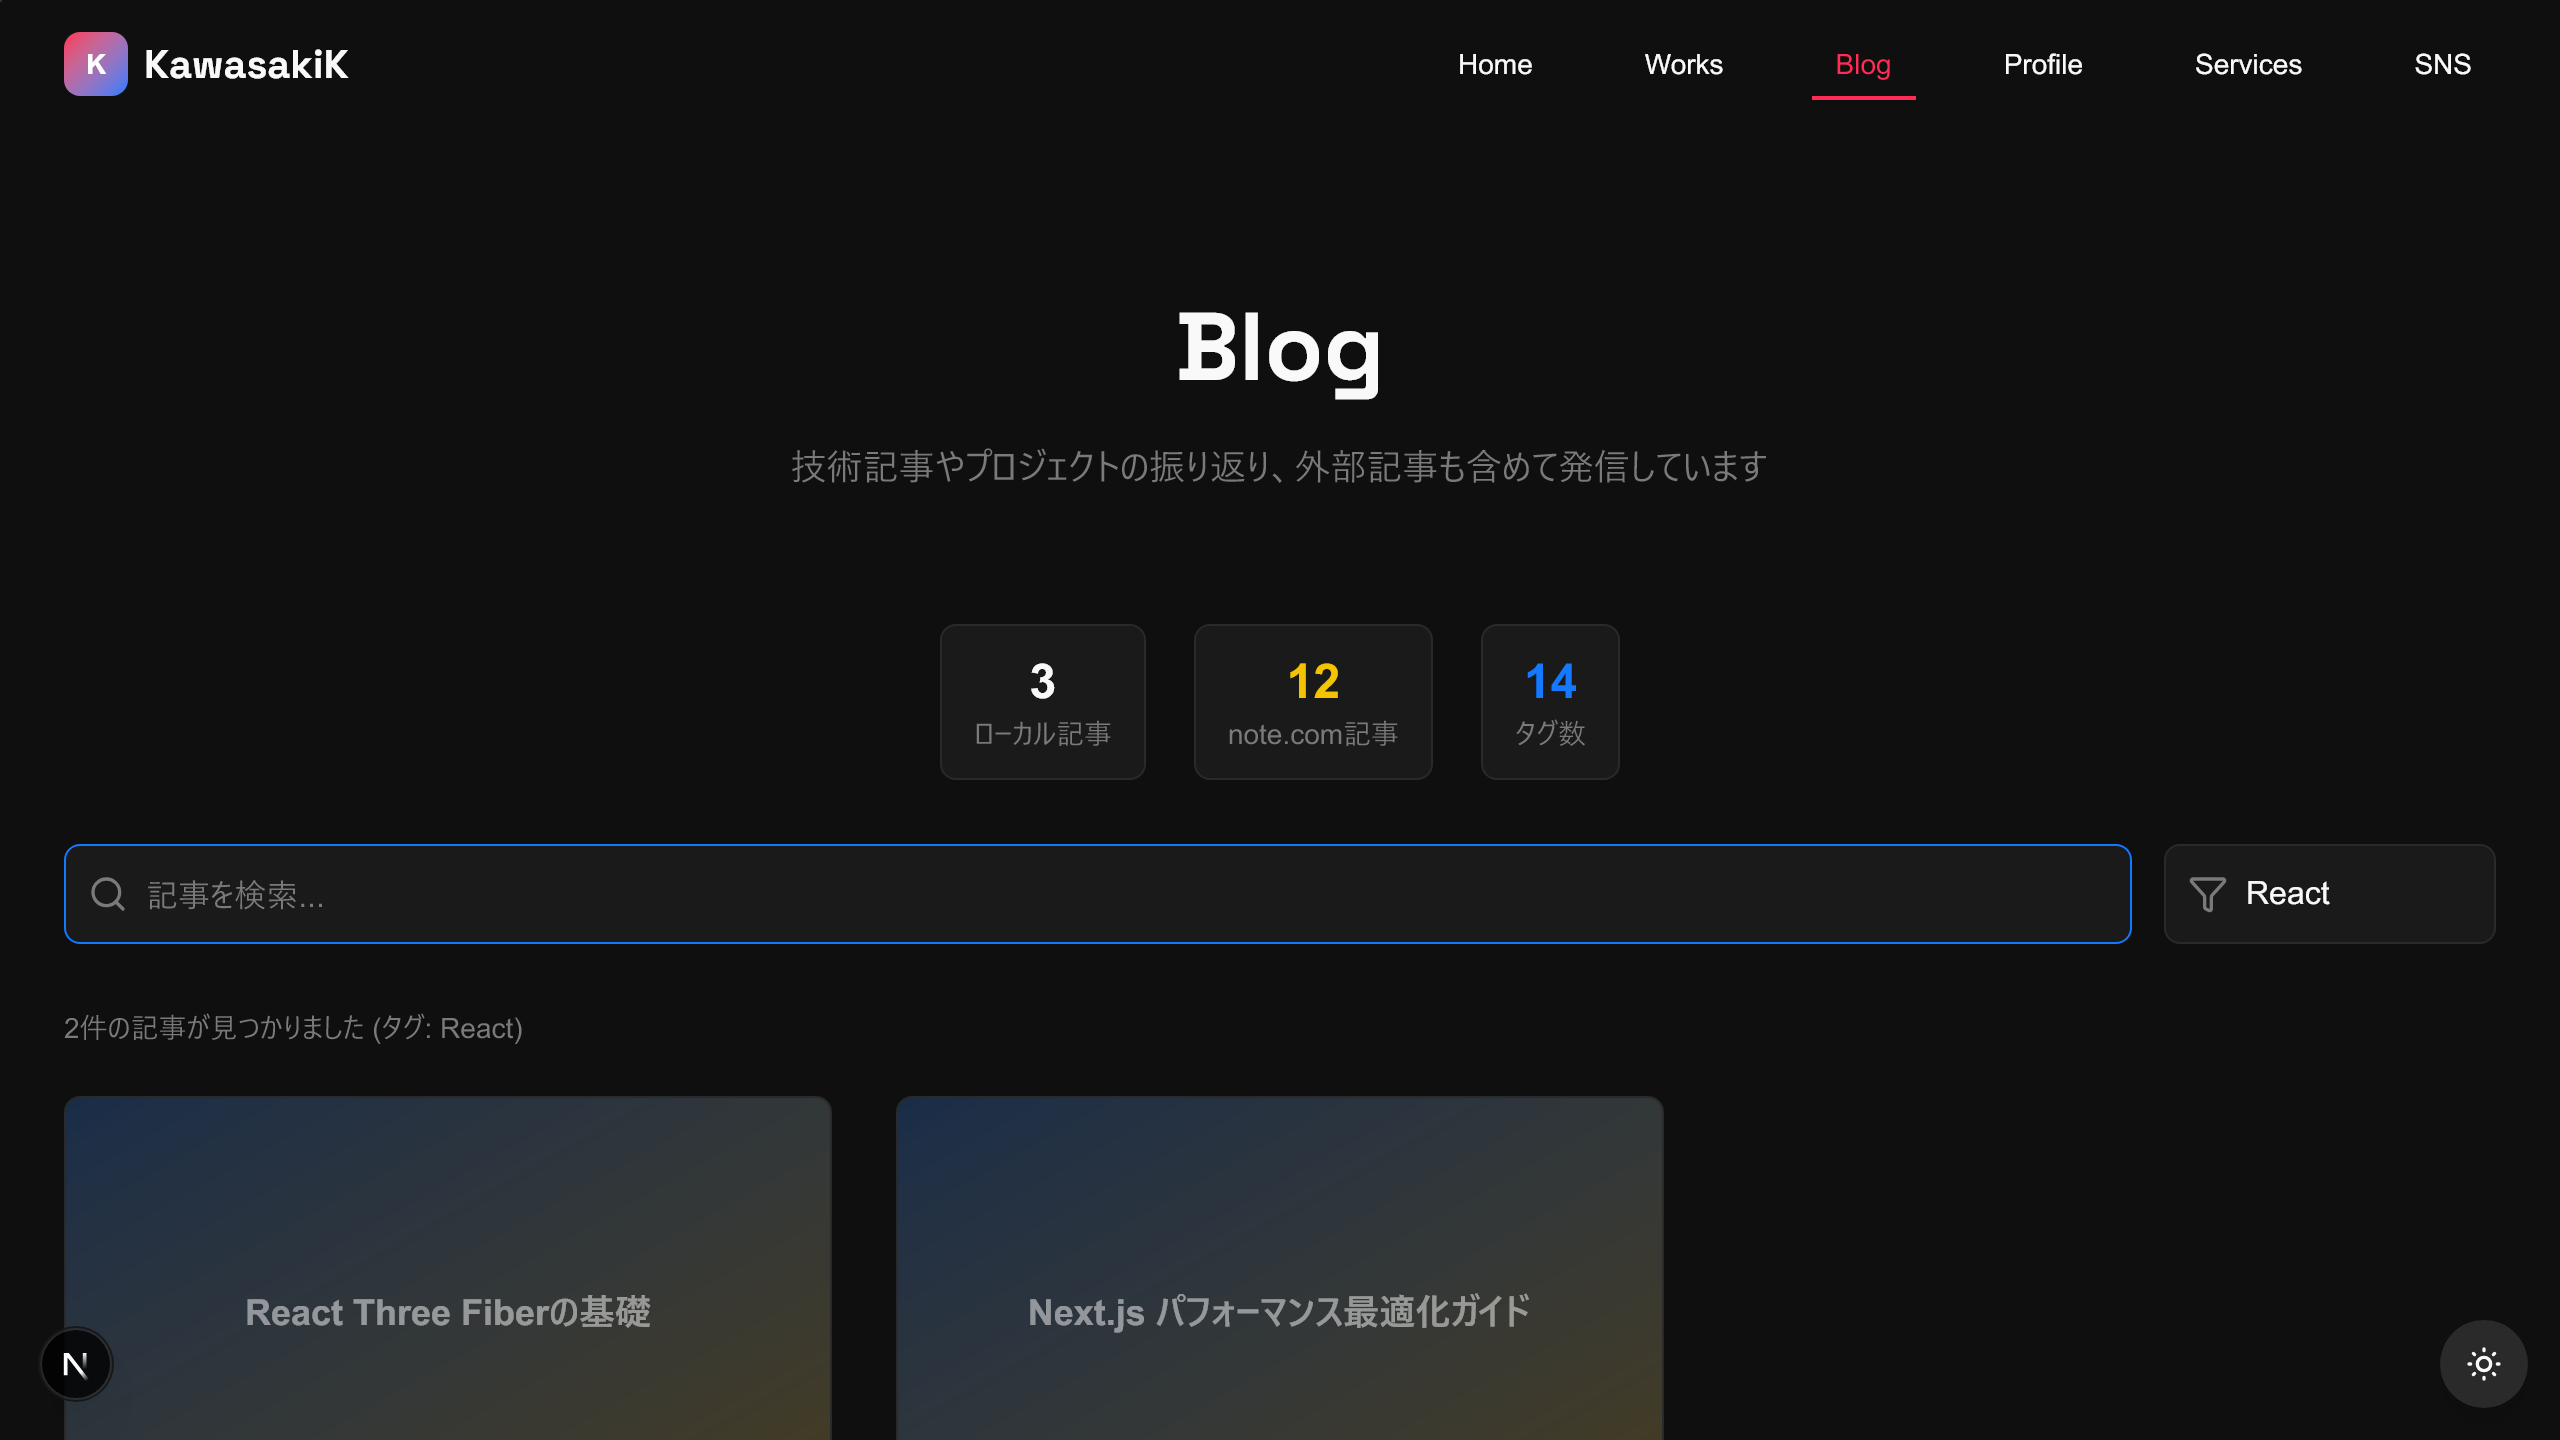 K KawasakiK
Home Works Blog Profile Services SNS
Blog
技術記事やプロジェクトの振り返り、外部記事も含めて発信しています
3
ローカル記事
12
note.com記事
14
タグ数
記事を検索...
React
2件の記事が見つかりました (タグ: React)
React Three Fiberの基礎
Next.js パフォーマンス最適化ガイド
N